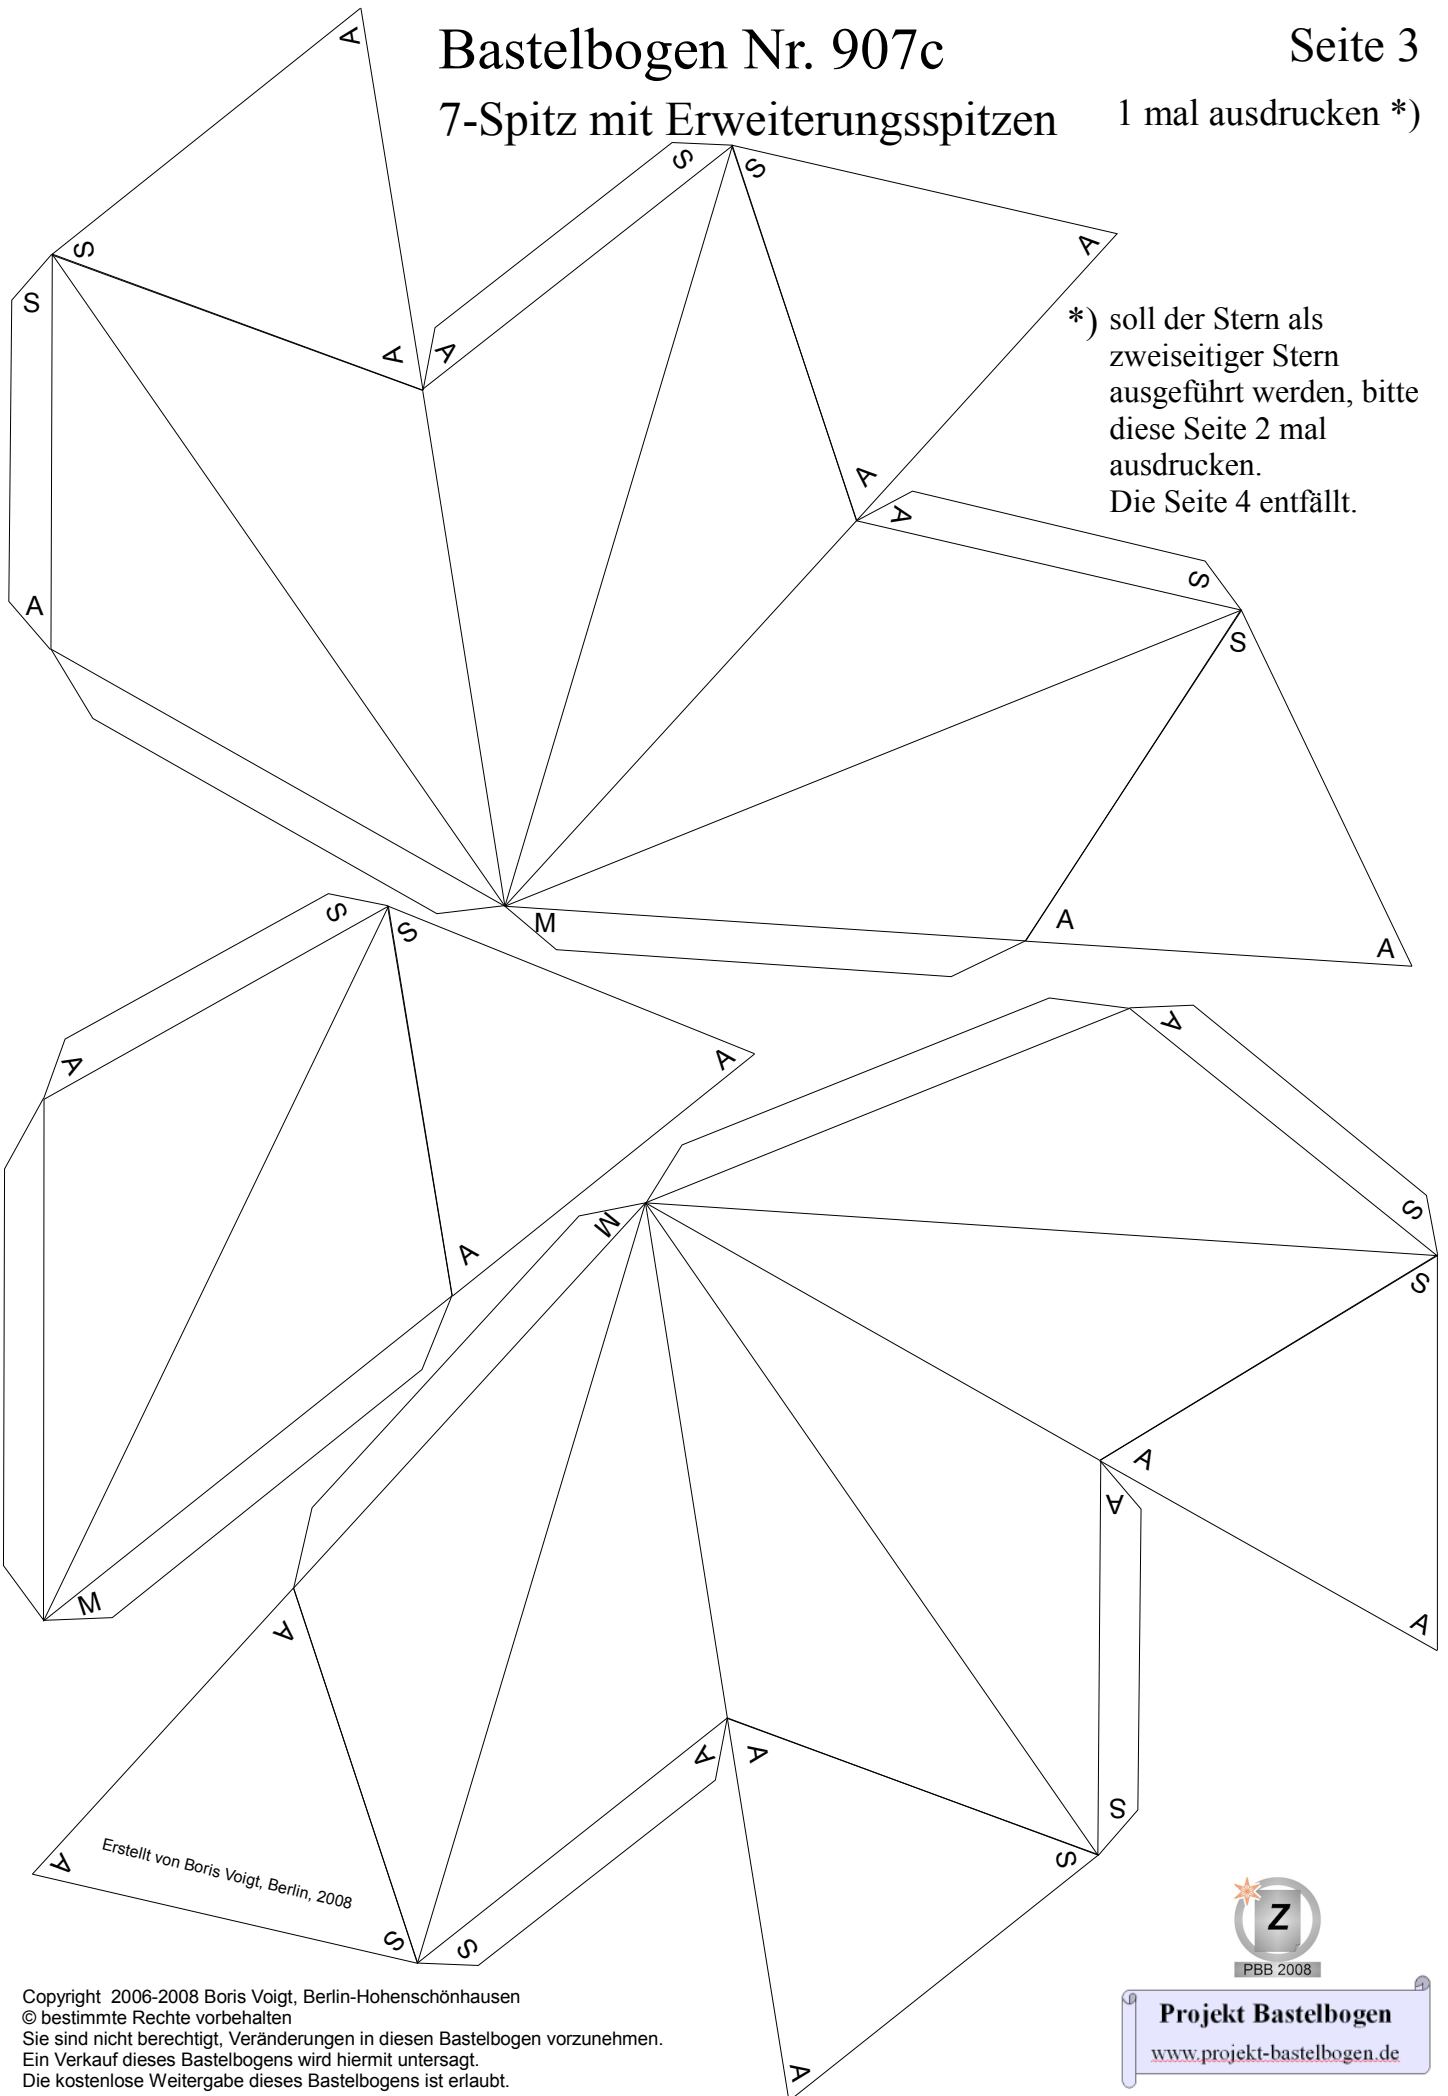 Bastelbogen Nr. 907c
Seite 3
7-Spitz mit Erweiterungsspitzen
1 mal ausdrucken *)
A
S
S
S
A
S
A
A
*) soll der Stern als
zweiseitiger Stern
ausgeführt werden, bitte
diese Seite 2 mal
ausdrucken.
Die Seite 4 entfällt.
A
A
S
A
S
M
A
A
S
S
A
A
A
S
M
A
S
A
A
M
A
A
A
A
S
S
A
Erstellt von Boris Voigt, Berlin, 2008
S
S
A
Z
PBB 2008
Copyright 2006-2008 Boris Voigt, Berlin-Hohenschönhausen
© bestimmte Rechte vorbehalten
Sie sind nicht berechtigt, Veränderungen in diesen Bastelbogen vorzunehmen.
Ein Verkauf dieses Bastelbogens wird hiermit untersagt.
Die kostenlose Weitergabe dieses Bastelbogens ist erlaubt.
Projekt Bastelbogen
www.projekt-bastelbogen.de